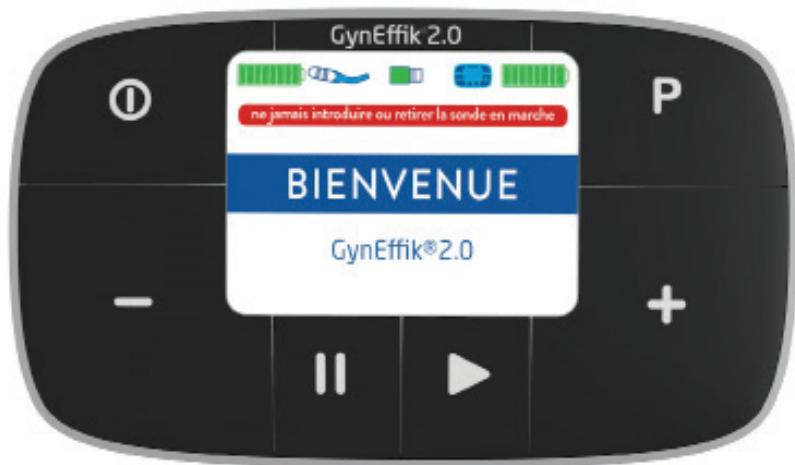 GynEffik 2.0
ne jamais introduire ou retirer la sonde en marche
P
BIENVENUE
GynEffik®2.0